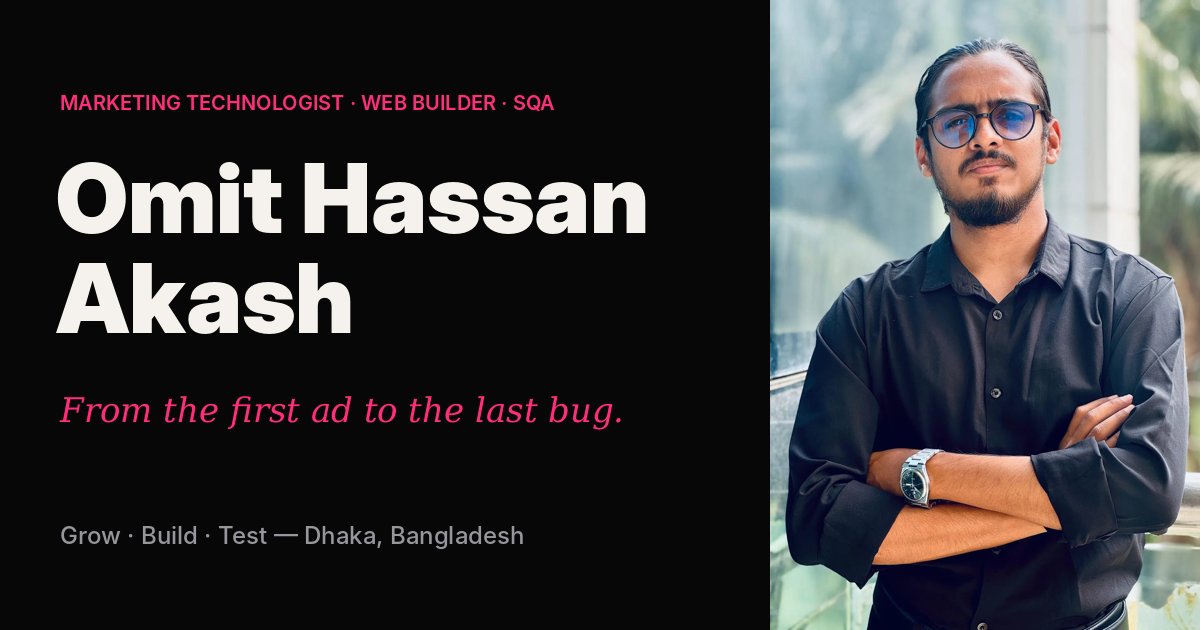 MARKETING TECHNOLOGIST · WEB BUILDER · SQA
Omit Hassan
Akash
From the first ad to the last bug.
Grow · Build · Test — Dhaka, Bangladesh